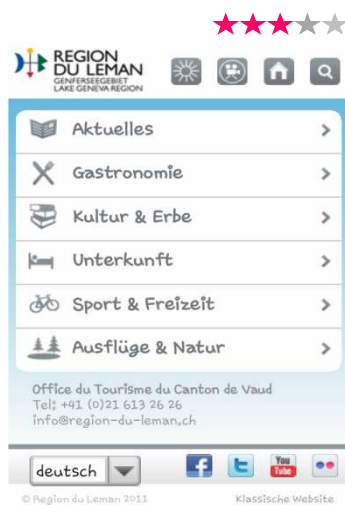 REGION
DU LEMAN
GENFERSEEGEBIET
LAKE GENEVA REGION
Aktuelles
Gastronomie
Kultur & Erbe
Unterkunft
Sport & Freizeit
Ausflüge & Natur
Office du Tourisme du Canton de Vaud
Tel: +41 (0)21 613 26 26
info@region-du-leman.ch
deutsch
You
Tube
© Region du Leman 2011
Klassische Website